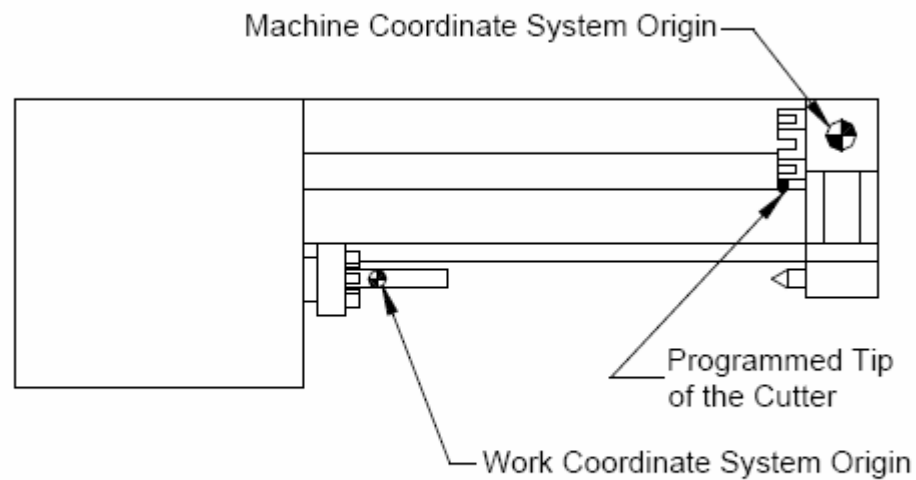 Machine Coordinate System Origin
Programmed Tip
of the Cutter
Work Coordinate System Origin